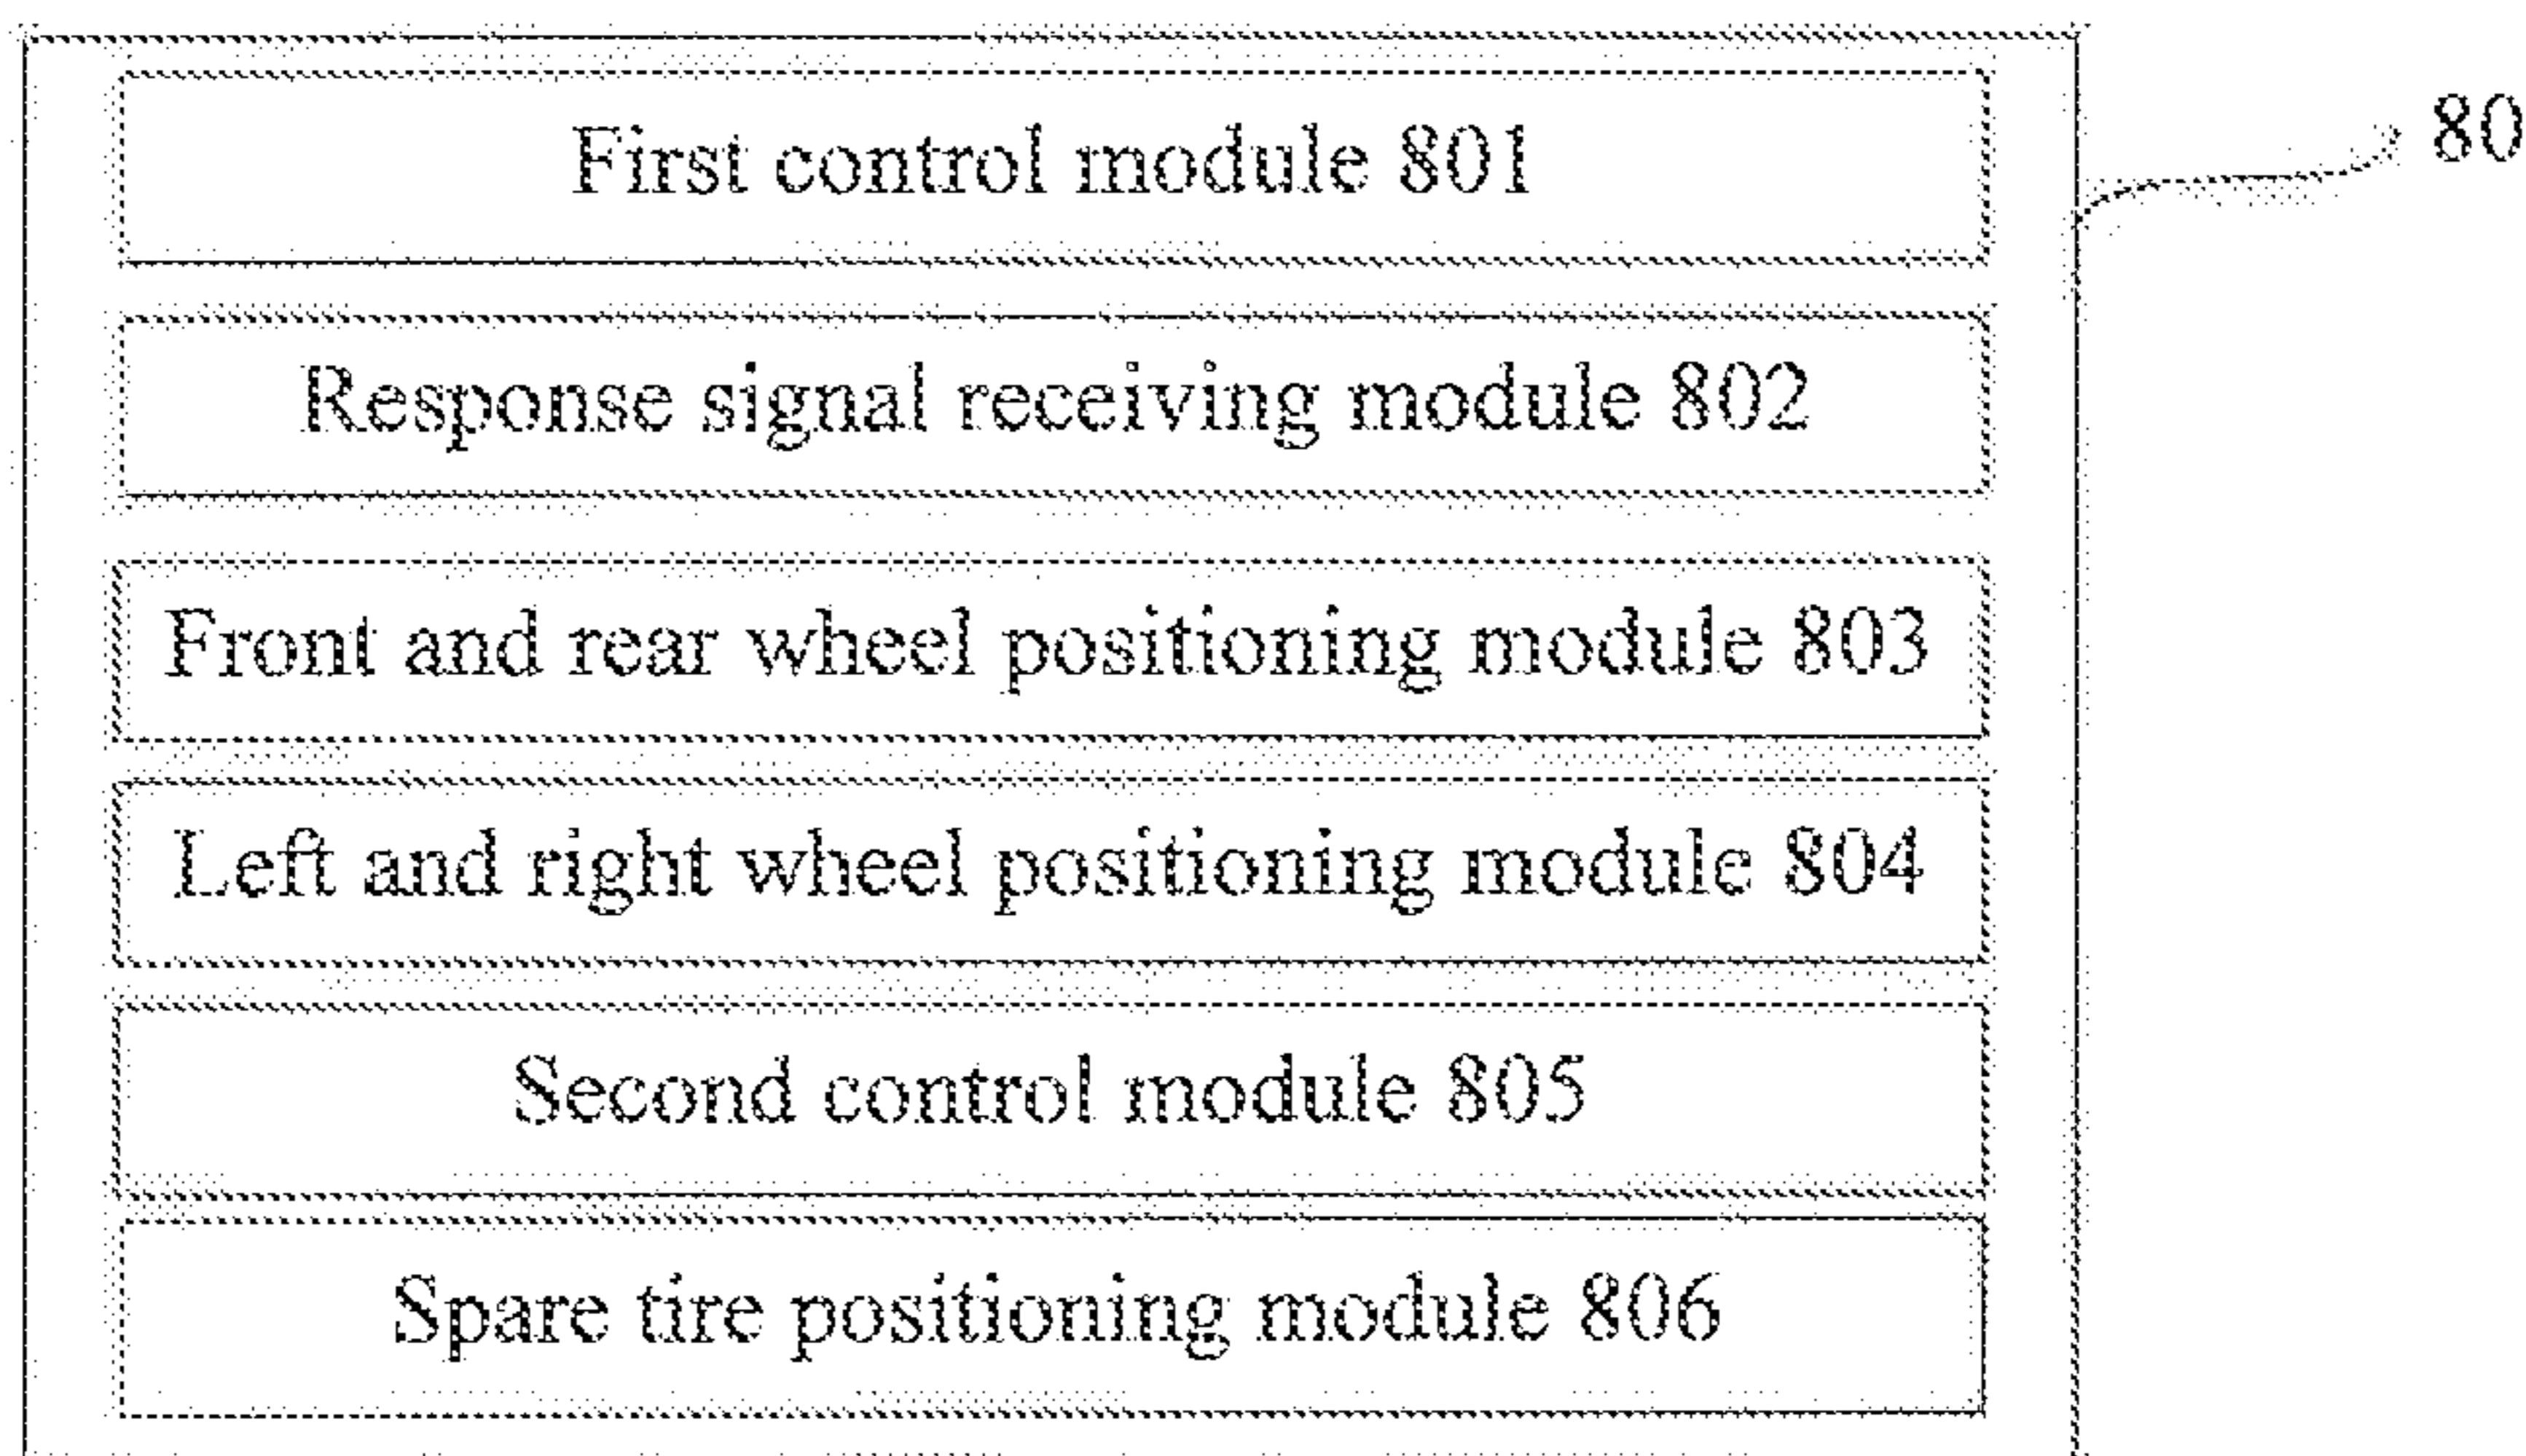 First control module 801
80
Response signal receiving module 802
Front and rear wheel positioning module 803
Left and right wheel positioning module 804
Second control module 805
Spare tire positioning module 806